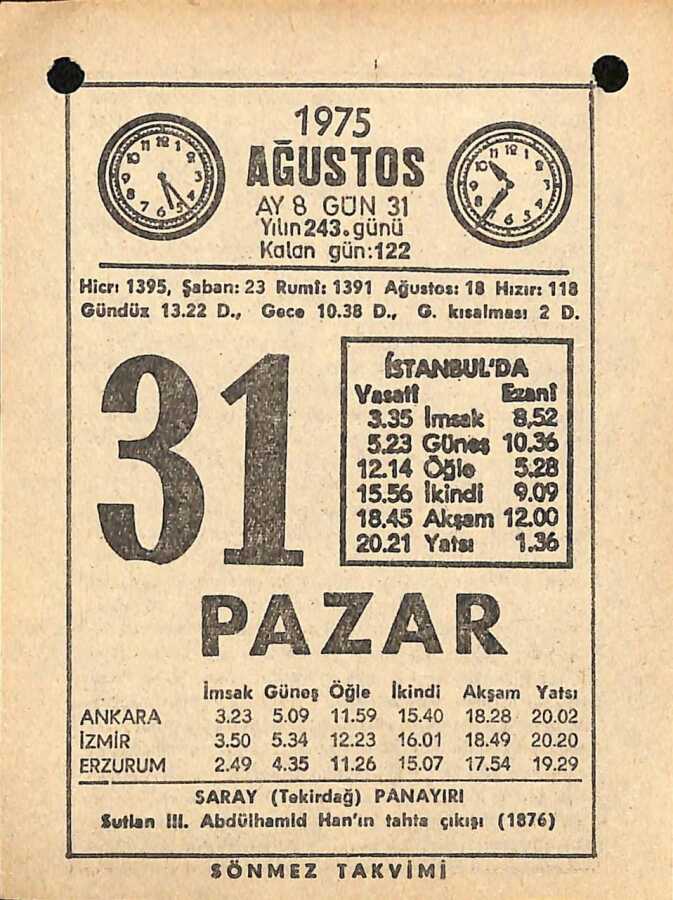 1975
AĞUSTOS
AY 8 GÜN 31
Yılın 243. günü
Kalan gün: 122
Hicri 1395, Şaban: 23 Rumî: 1391 Ağustos: 18 Hızır: 118
Gündüz 13.22 D., Gece 10.38 D., G. kısalması 2 D.
31
İSTANBUL'DA
Vasatî Ezanî
3.35 İmsak 8,52
5.23 Güneş 10.36
12.14 Öğle 5.28
15.56 İkindi 9.09
18.45 Akşam 12.00
20.21 Yatsı 1.36
PAZAR
İmsak Güneş Öğle İkindi Akşam Yatsı
ANKARA 3.23 5.09 11.59 15.40 18.28 20.02
İZMİR 3.50 5.34 12.23 16.01 18.49 20.20
ERZURUM 2.49 4.35 11.26 15.07 17.54 19.29
SARAY (Tekirdağ) PANAYIRI
Sutlan III. Abdülhamid Han'ın tahta çıkışı (1876)
SÖNMEZ TAKVİMİ